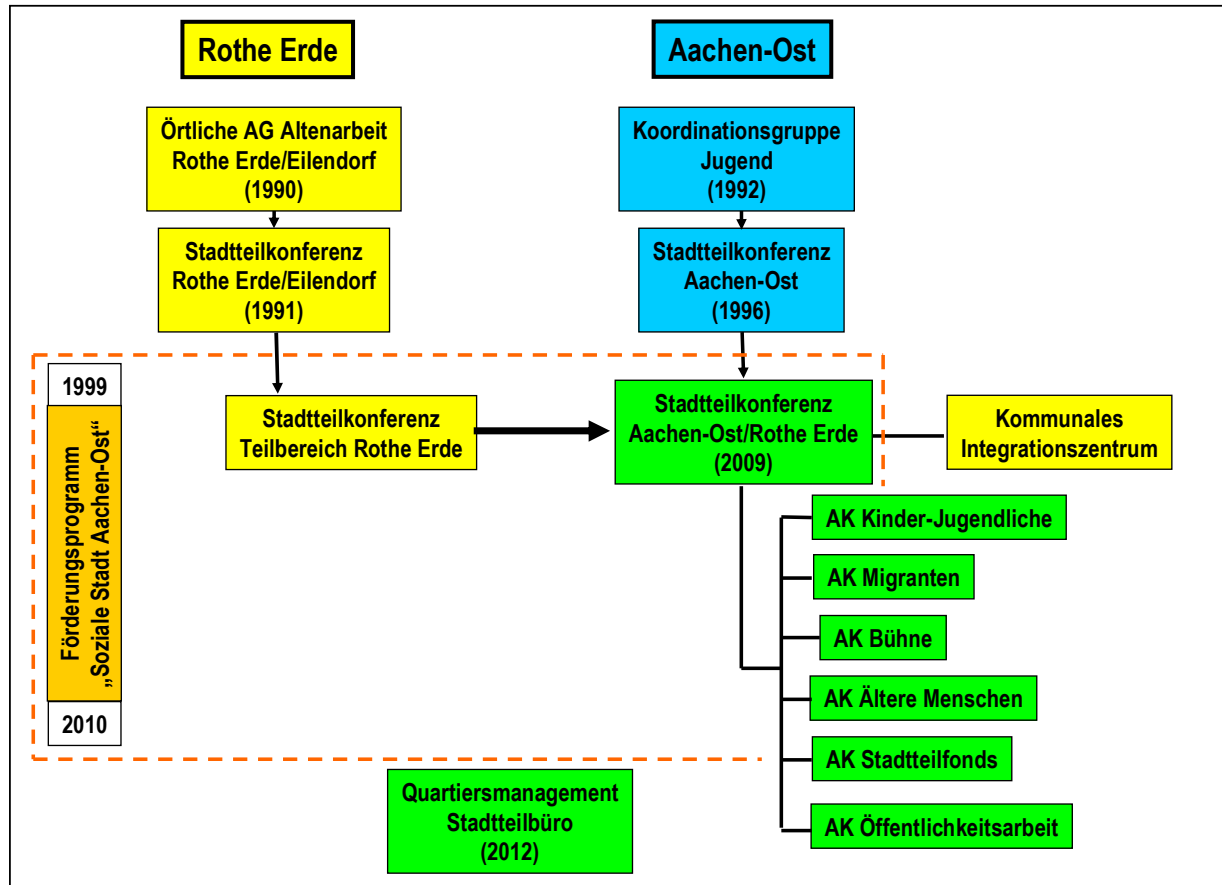 Rothe Erde
Aachen-Ost
Örtliche AG Altenarbeit
Rothe Erde/Eilendorf
(1990)
Koordinationsgruppe
Jugend
(1992)
Stadtteilkonferenz
Rothe Erde/Eilendorf
(1991)
Stadtteilkonferenz
Aachen-Ost
(1996)
1999
Förderungsprogramm
„Soziale Stadt Aachen-Ost“
2010
Stadtteilkonferenz
Teilbereich Rothe Erde
Stadtteilkonferenz
Aachen-Ost/Rothe Erde
(2009)
Kommunales
Integrationszentrum
AK Kinder-Jugendliche
AK Migranten
AK Bühne
AK Ältere Menschen
AK Stadtteilfonds
AK Öffentlichkeitsarbeit
Quartiersmanagement
Stadtteilbüro
(2012)